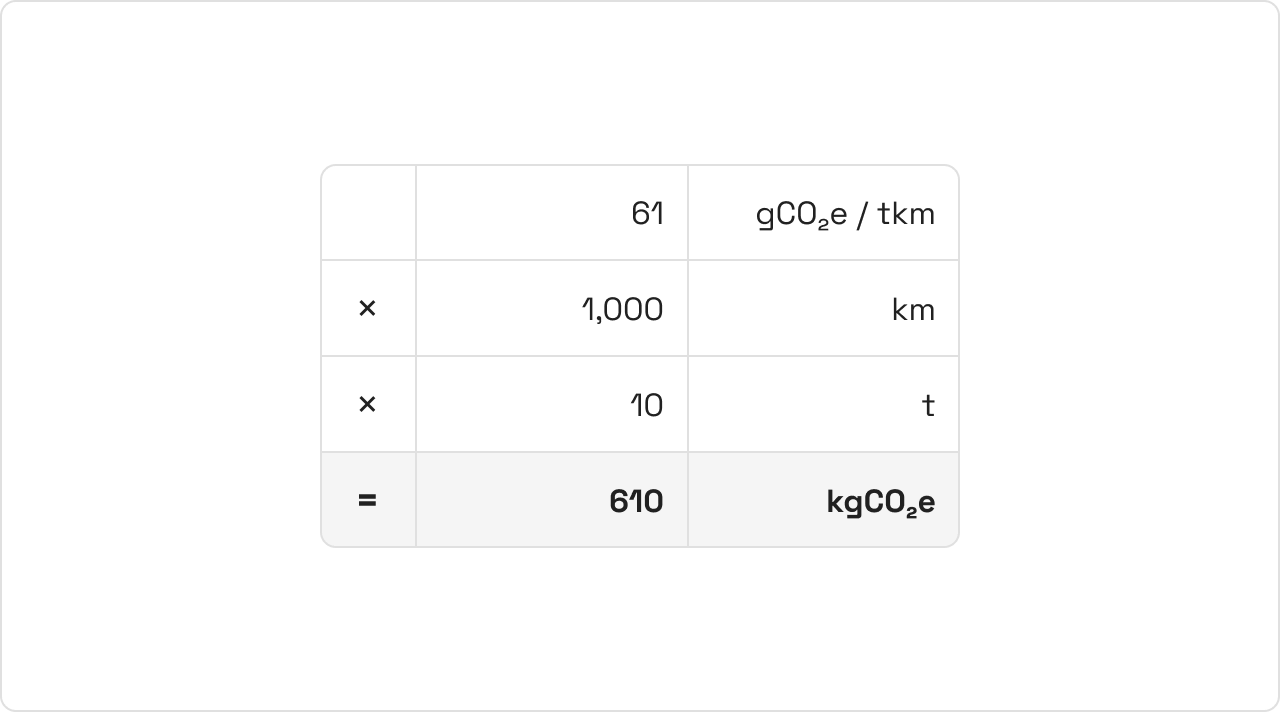 61 gCO₂e / tkm
× 1,000 km
× 10 t
= 610 kgCO₂e